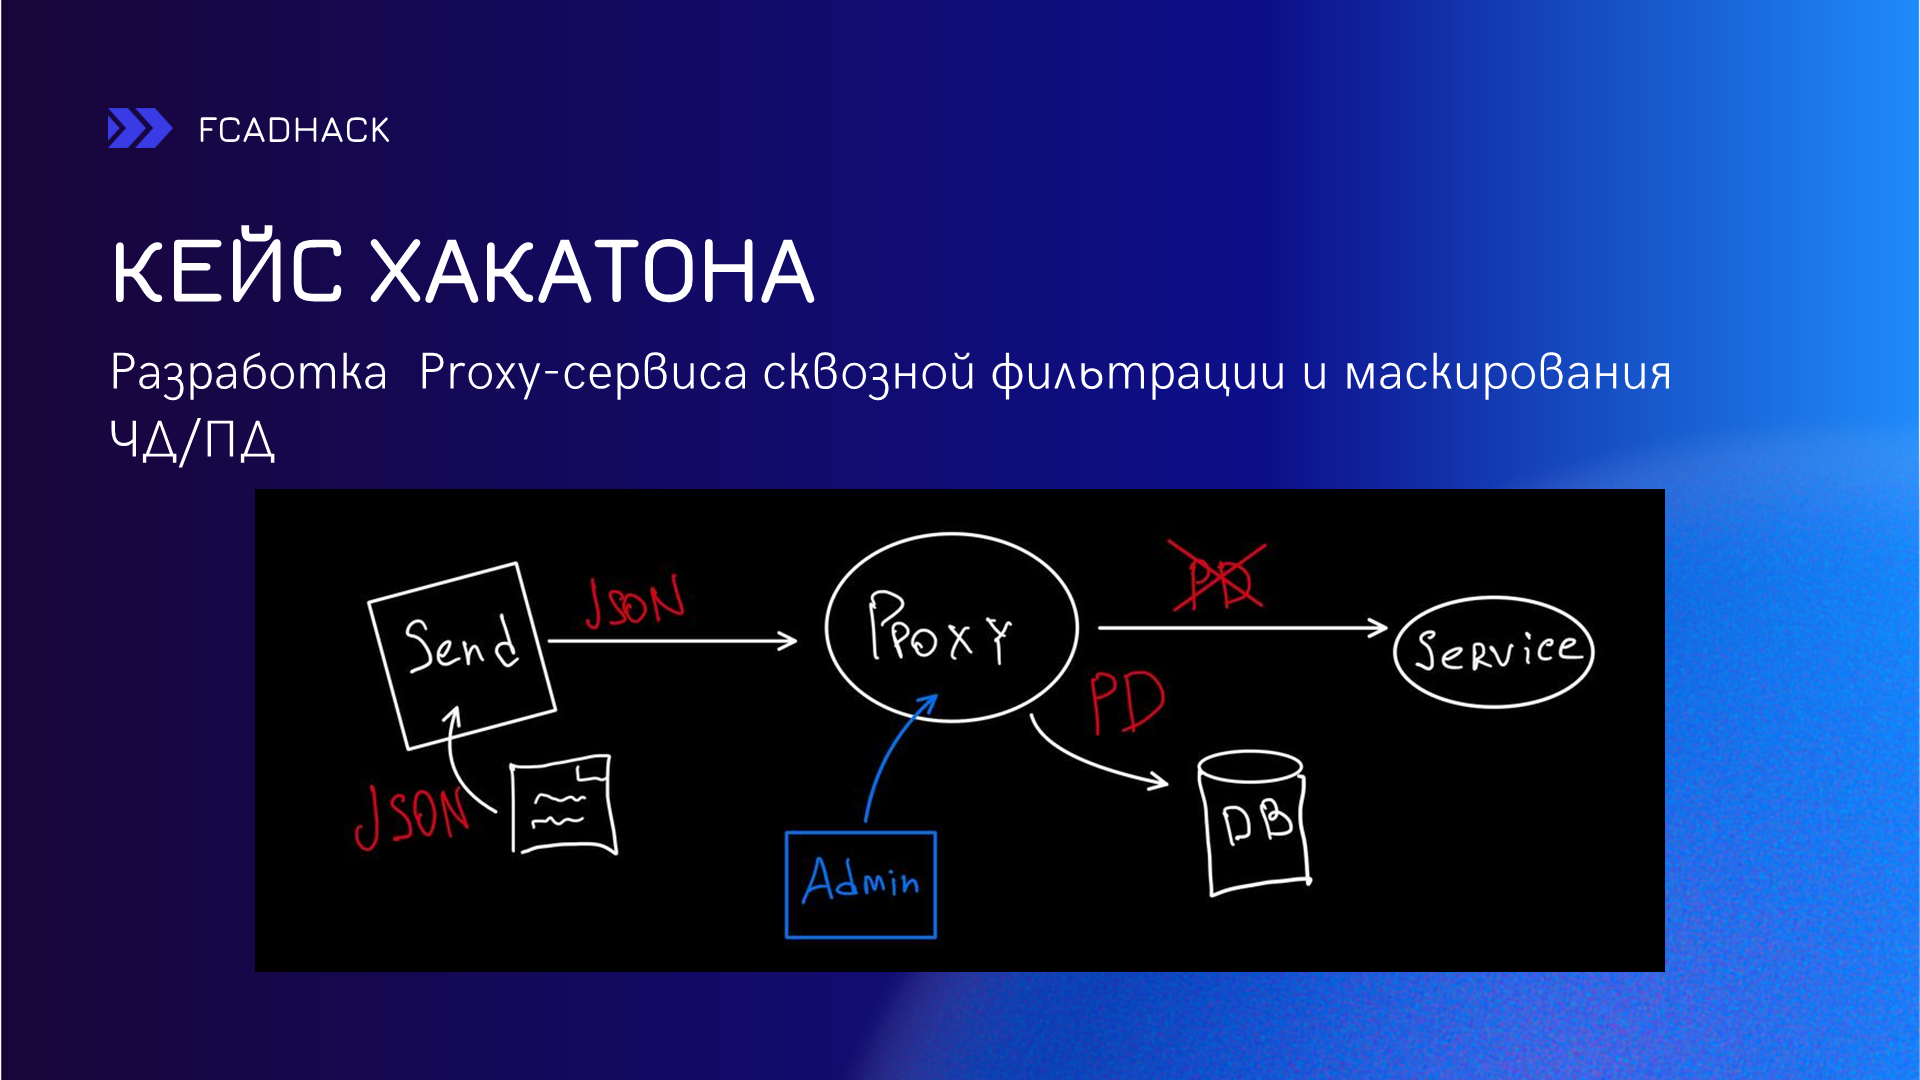 FCADHACK
КЕЙС ХАКАТОНА
Разработка Proxy-сервиса сквозной фильтрации и маскирования
ЧД/ПД
JSON
PD
Send
Proxy
Service
PD
JSON
DB
Admin